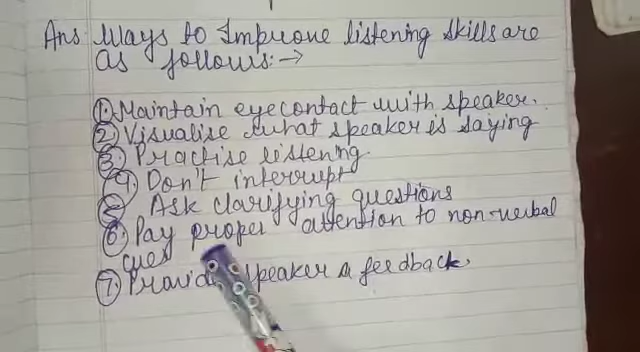 Ans Ways to Improve listening skills are
as follows:→
① Maintain eyecontact with speaker.
② Visualise what speaker is saying
③ Practise listening
④ Don't interrupt
⑤ Ask clarifying questions
⑥ Pay proper attention to non-verbal
cues
⑦ Provide speaker a feedback.